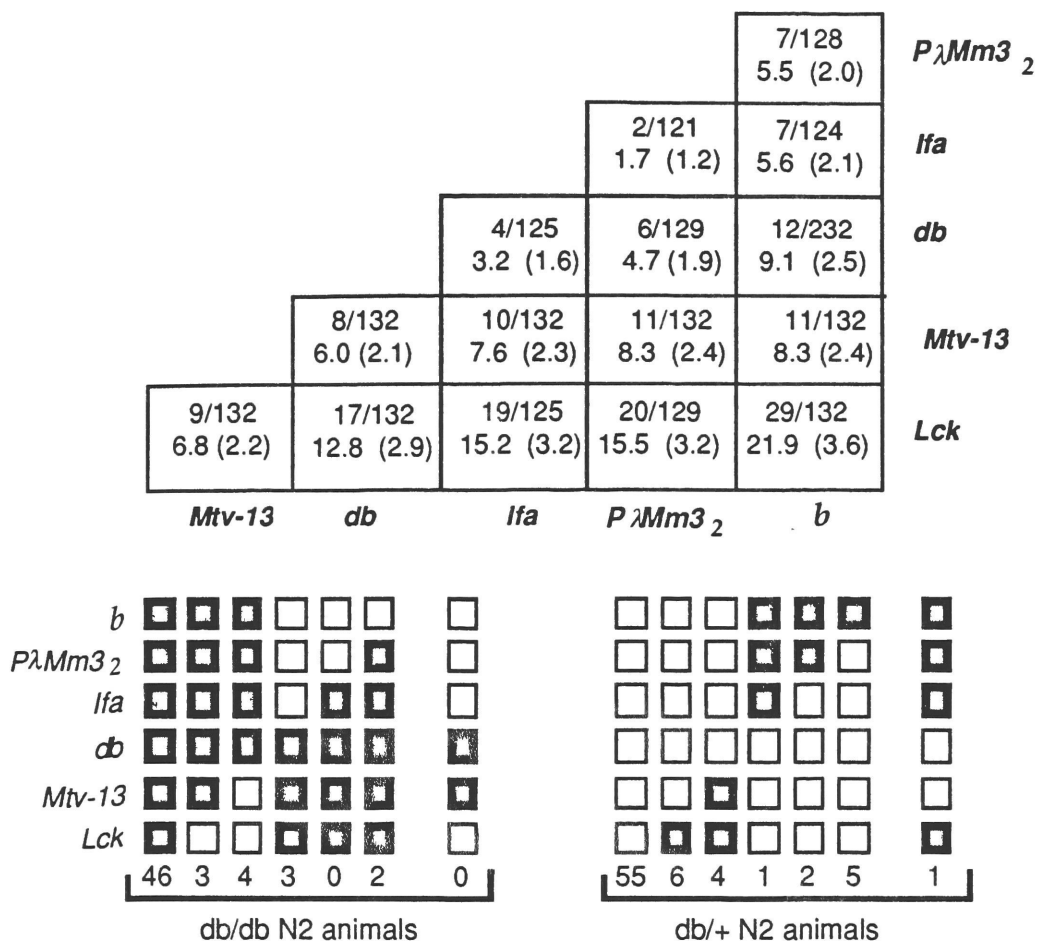 7/128
5.5 (2.0)
PλMm3 2
2/121
1.7 (1.2)
7/124
5.6 (2.1)
Ifa
4/125
3.2 (1.6)
6/129
4.7 (1.9)
12/232
9.1 (2.5)
db
8/132
6.0 (2.1)
10/132
7.6 (2.3)
11/132
8.3 (2.4)
11/132
8.3 (2.4)
Mtv-13
9/132
6.8 (2.2)
17/132
12.8 (2.9)
19/125
15.2 (3.2)
20/129
15.5 (3.2)
29/132
21.9 (3.6)
Lck
Mtv-13 db Ifa PλMm3 2 b
b
PλMm3 2
Ifa
db
Mtv-13
Lck
46 3 4 3 0 2 0
55 6 4 1 2 5 1
db/db N2 animals
db/+ N2 animals